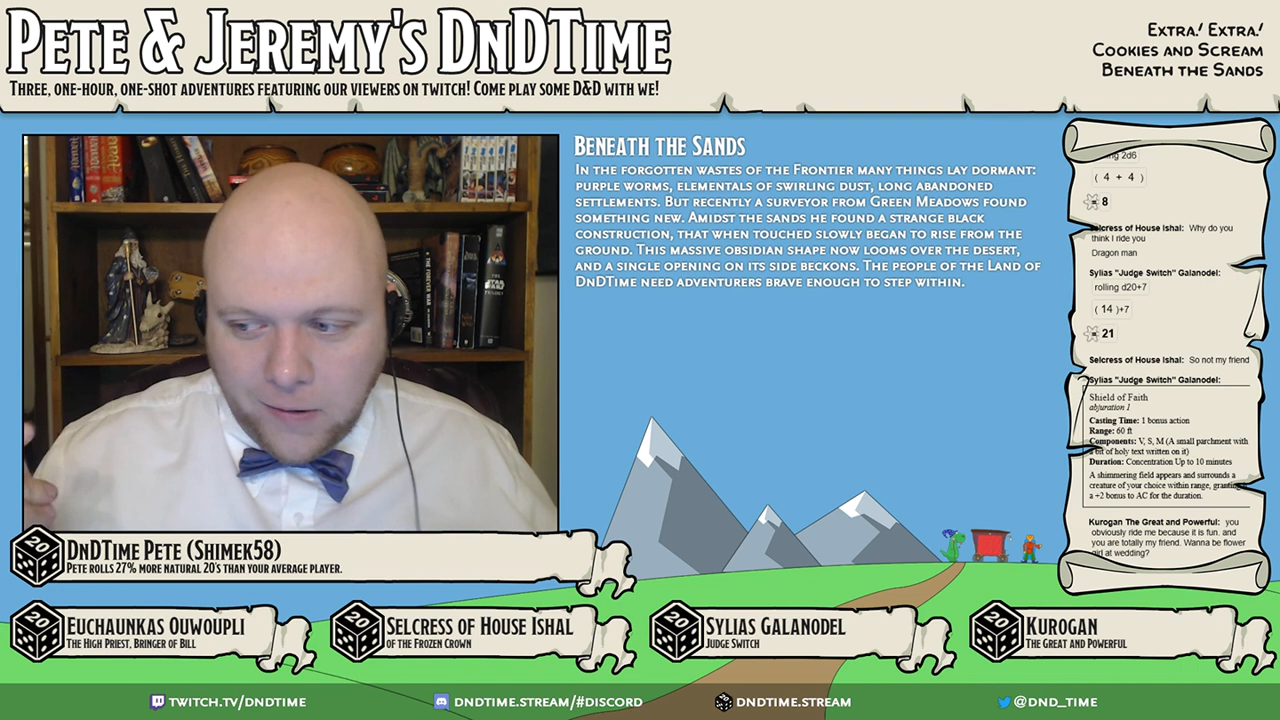 PETE & JEREMY'S DNDTIME
THREE, ONE-HOUR, ONE-SHOT ADVENTURES FEATURING OUR VIEWERS ON TWITCH! COME PLAY SOME D&D WITH WE!
EXTRA! EXTRA!
COOKIES AND SCREAM
BENEATH THE SANDS
BENEATH THE SANDS
IN THE FORGOTTEN WASTES OF THE FRONTIER MANY THINGS LAY DORMANT:
PURPLE WORMS, ELEMENTALS OF SWIRLING DUST, LONG ABANDONED
SETTLEMENTS. BUT RECENTLY A SURVEYOR FROM GREEN MEADOWS FOUND
SOMETHING NEW. AMIDST THE SANDS HE FOUND A STRANGE BLACK
CONSTRUCTION, THAT WHEN TOUCHED SLOWLY BEGAN TO RISE FROM THE
GROUND. THIS MASSIVE OBSIDIAN SHAPE NOW LOOMS OVER THE DESERT,
AND A SINGLE OPENING ON ITS SIDE BECKONS. THE PEOPLE OF THE LAND OF
DNDTIME NEED ADVENTURERS BRAVE ENOUGH TO STEP WITHIN.
2d6
( 4 + 4 )
8
Selcress of House Ishal: Why do you
think I ride you
Dragon man
Sylias "Judge Switch" Galanodel:
rolling d20+7
( 14 )+7
21
Selcress of House Ishal: So not my friend
Sylias "Judge Switch" Galanodel:
Shield of Faith
abjuration 1
Casting Time: 1 bonus action
Range: 60 ft
Components: V, S, M (A small parchment with
a bit of holy text written on it)
Duration: Concentration Up to 10 minutes
A shimmering field appears and surrounds a
creature of your choice within range, granting
a +2 bonus to AC for the duration.
Kurogan The Great and Powerful: you
obviously ride me because it is fun. and
you are totally my friend. Wanna be flower
girl at wedding?
THE FOREVER WAR
STAR WARS
DNDTIME PETE (SHIMEK58)
PETE ROLLS 27% MORE NATURAL 20'S THAN YOUR AVERAGE PLAYER.
20
EUCHAUNKAS OUWOUPLI
THE HIGH PRIEST, BRINGER OF BILL
20
SELCRESS OF HOUSE ISHAL
OF THE FROZEN CROWN
20
SYLIAS GALANODEL
JUDGE SWITCH
20
KUROGAN
THE GREAT AND POWERFUL
20
TWITCH.TV/DNDTIME
DNDTIME.STREAM/#DISCORD
DNDTIME.STREAM
@DND_TIME